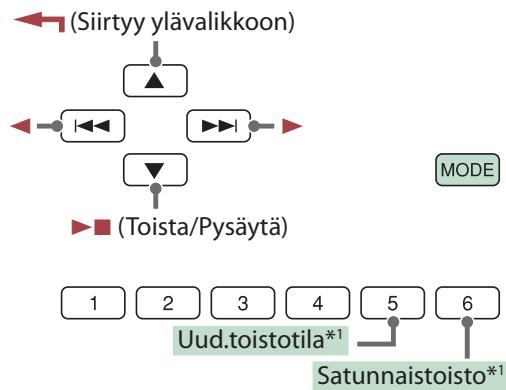 (Siirtyy ylävalikkoon)
MODE
(Toista/Pysäytä)
1 2 3 4 5 6
Uud.toistotila*1
Satunnaistoisto*1